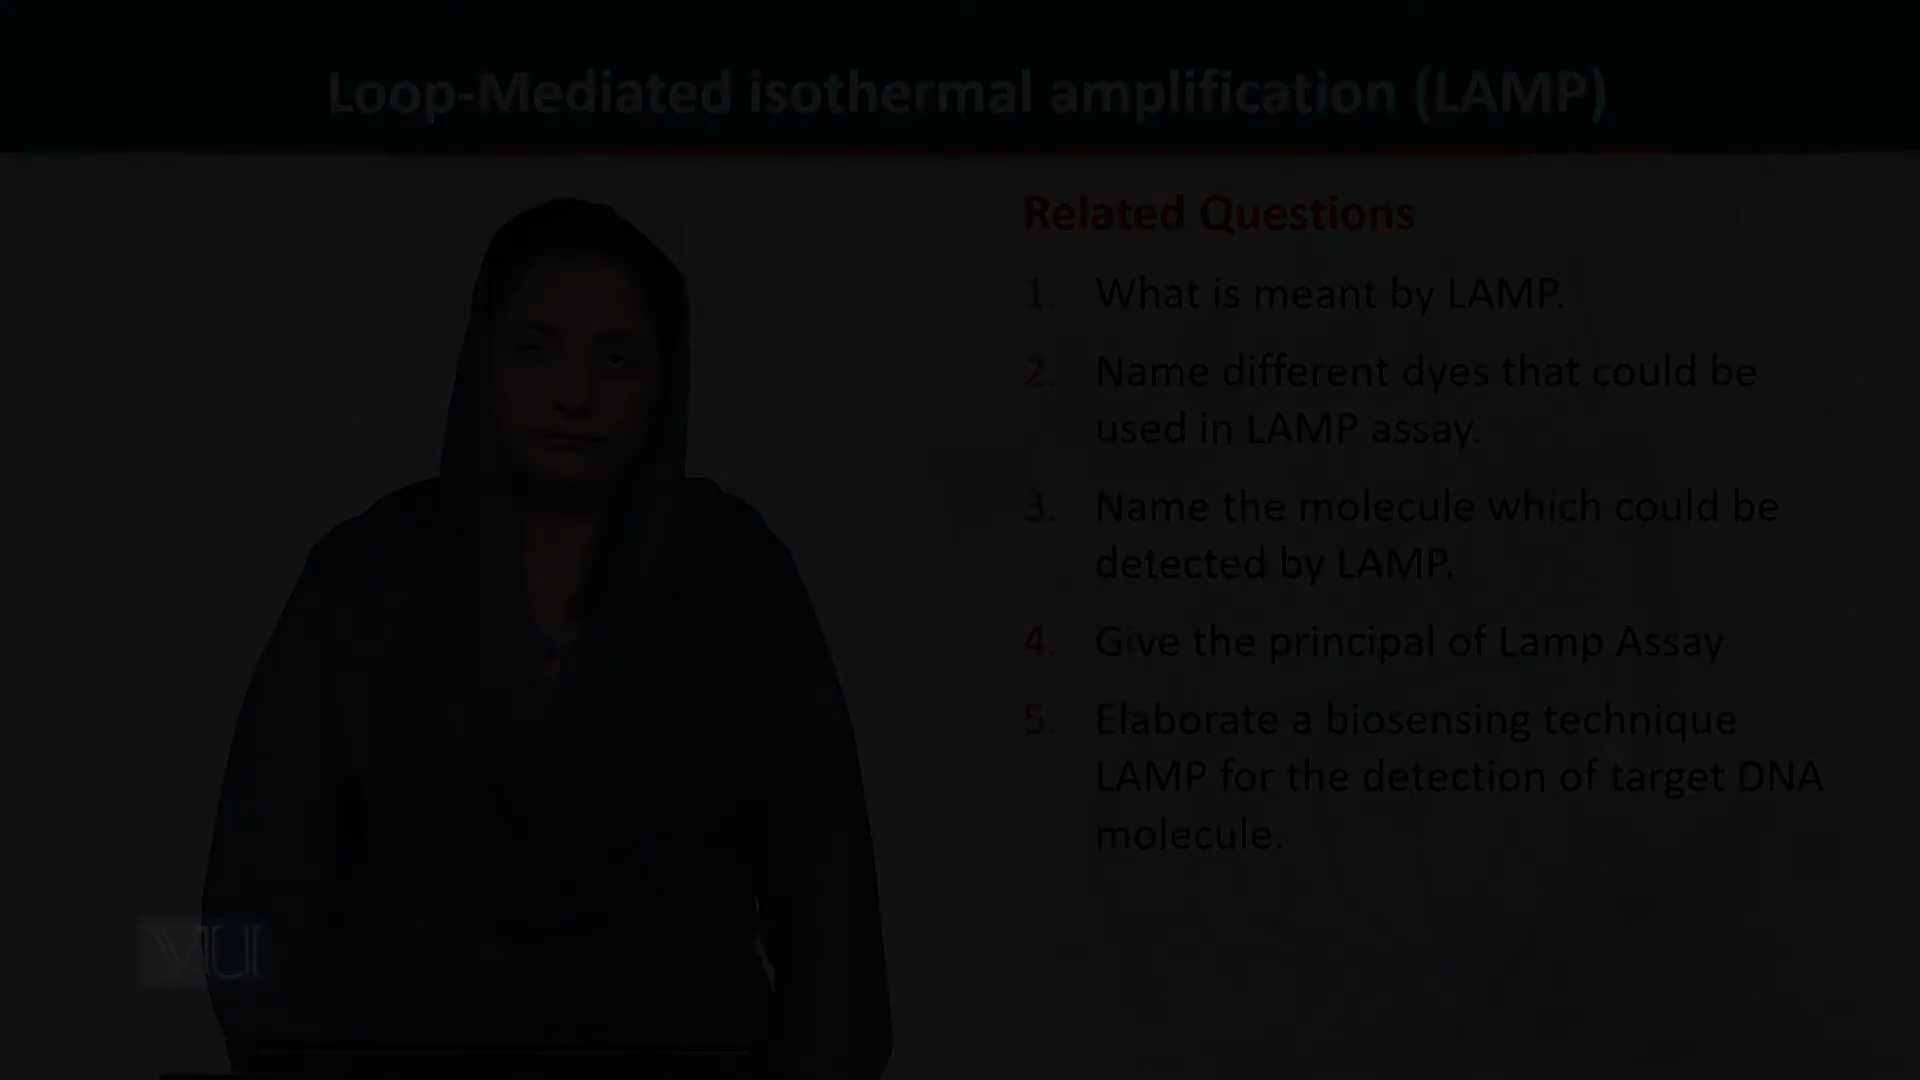 Loop-Mediated isothermal amplification (LAMP)
Related Questions
1. What is meant by LAMP.
2. Name different dyes that could be
used in LAMP assay.
3. Name the molecule which could be
detected by LAMP.
4. Give the principal of Lamp Assay
5. Elaborate a biosensing technique
LAMP for the detection of target DNA
molecule.
VU